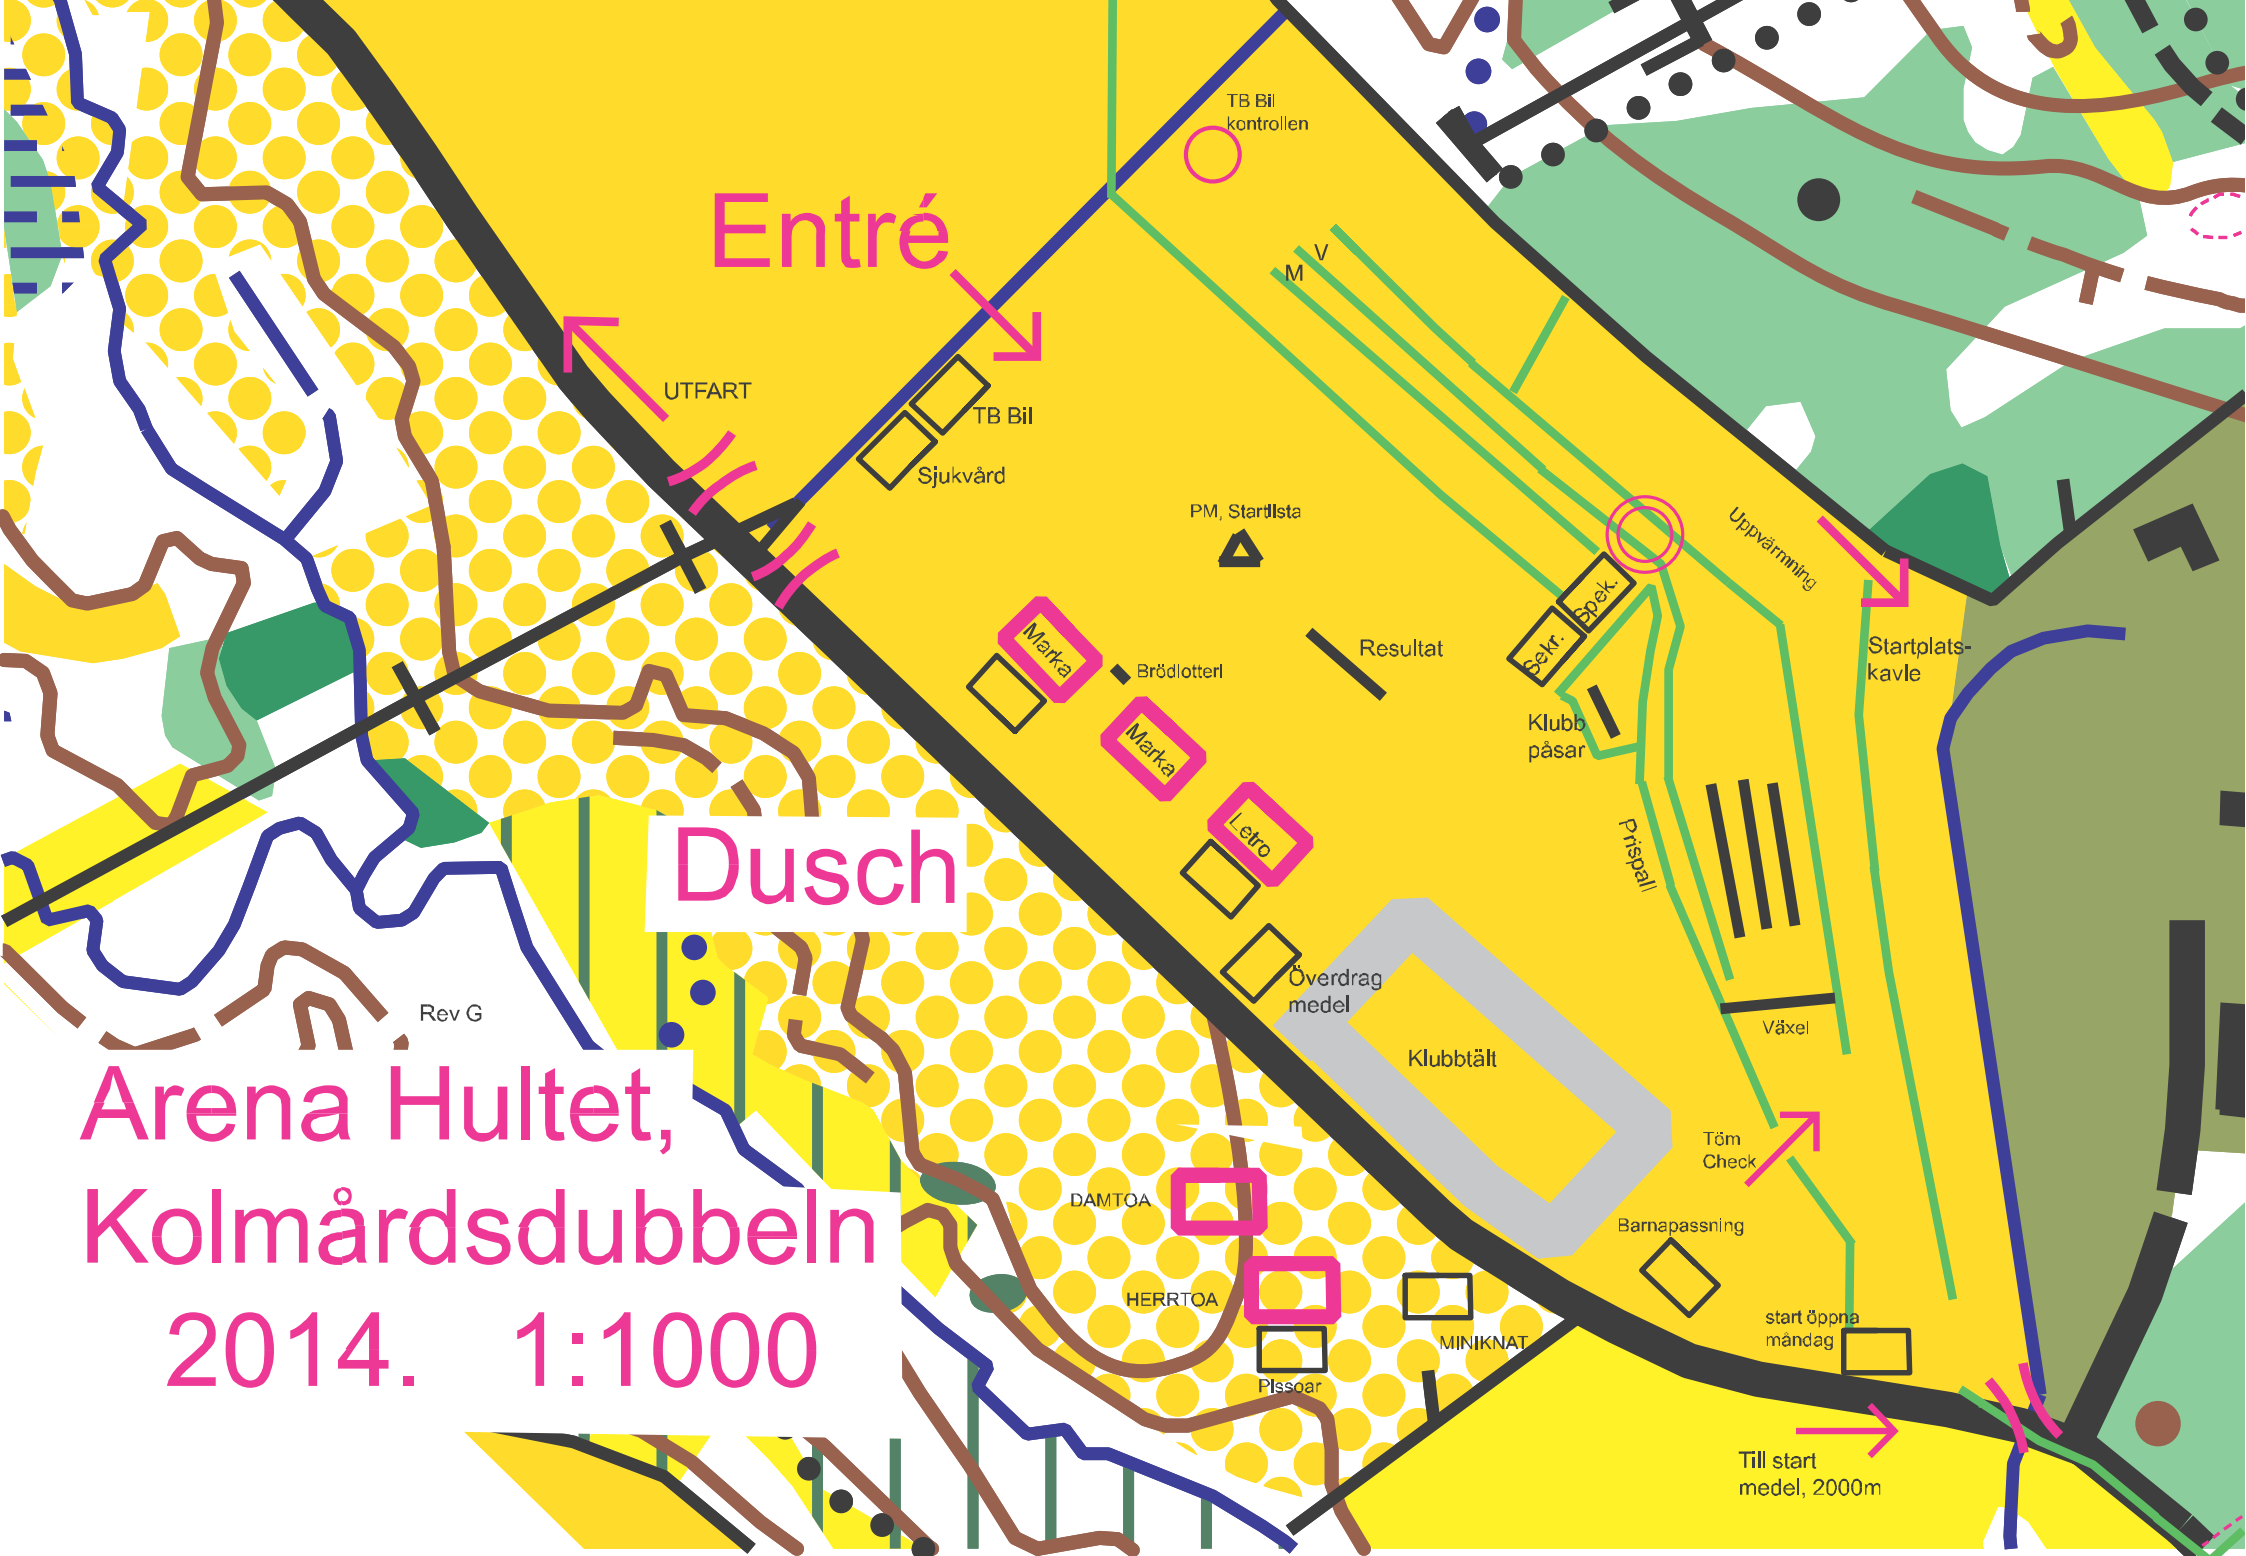 TB Bil
kontrollen
Entré
V
M
UTFART
TB Bil
Sjukvård
PM, Startlista
Uppvärmning
Spek.
Sekr.
Marka
Brödlotteri
Resultat
Startplats-
kavle
Klubb
påsar
Marka
Letro
Prispall
Dusch
Överdrag
medel
Rev G
Växel
Klubbtält
Arena Hultet,
Kolmårdsdubbeln
2014. 1:1000
Töm
Check
DAMTOA
Barnapassning
HERRTOA
MINIKNAT
start öppna
måndag
Pissoar
Till start
medel, 2000m